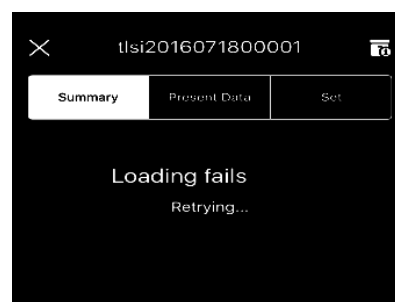 tlsi2016071800001
Summary Present Data Set
Loading fails
Retrying...